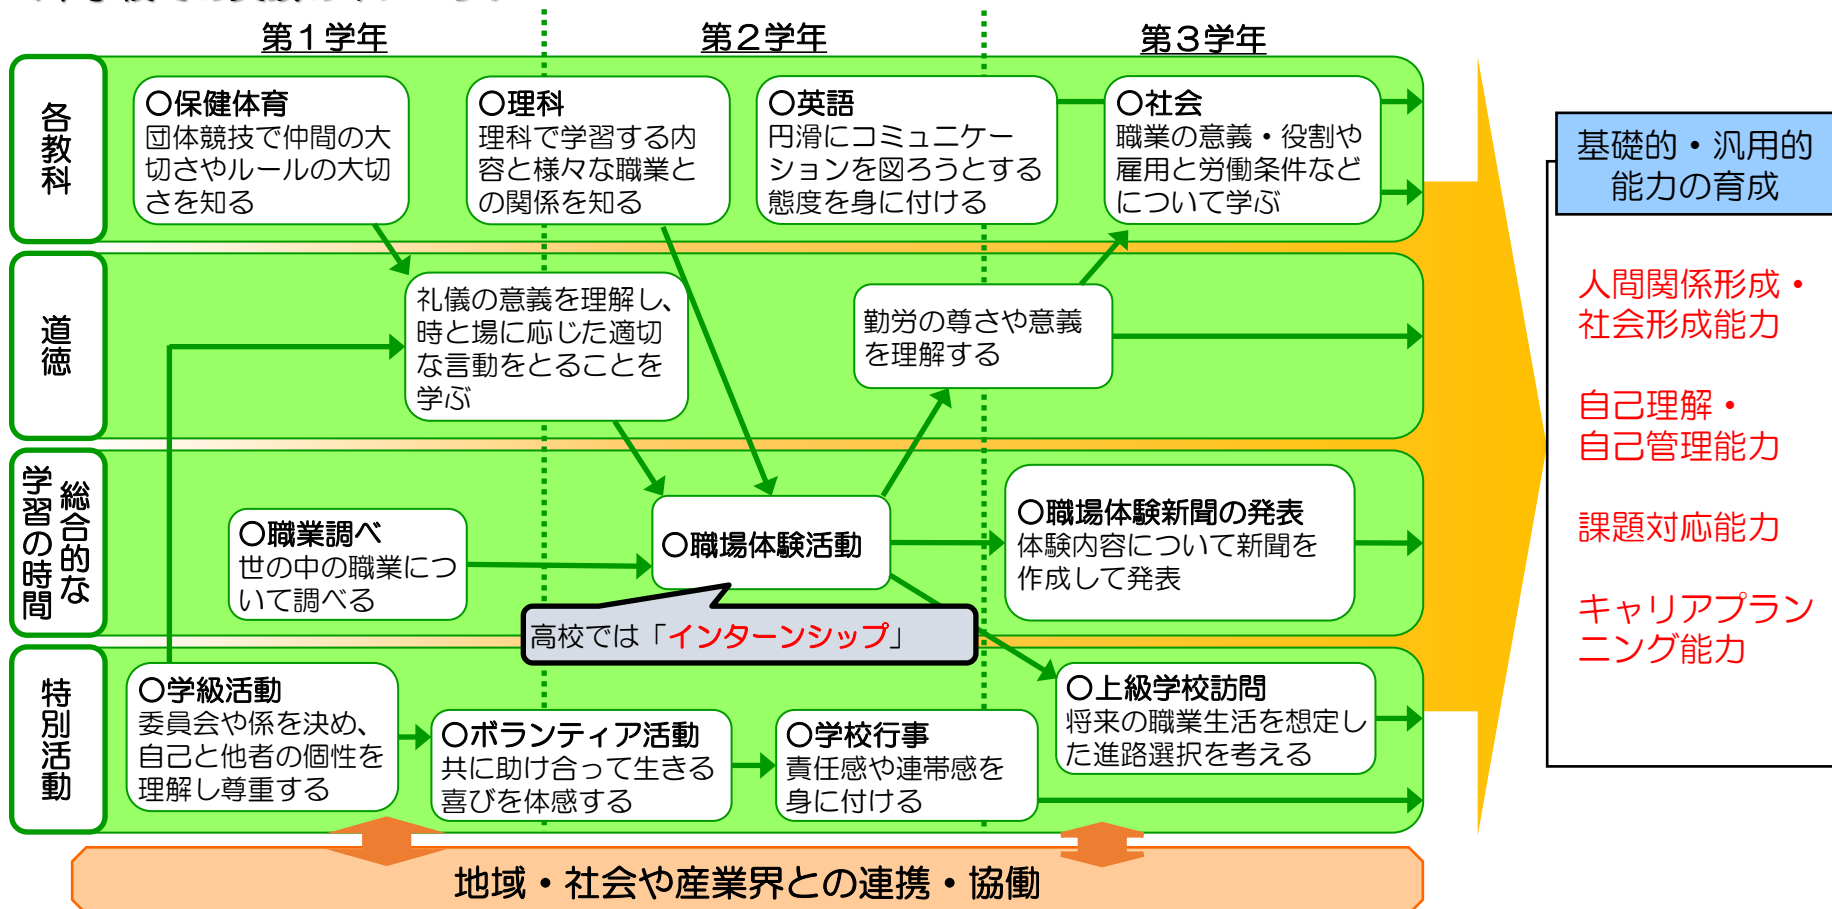 第１学年
第２学年
第３学年
各教科
〇保健体育
団体競技で仲間の大
切さやルールの大切
さを知る
〇理科
理科で学習する内
容と様々な職業と
の関係を知る
〇英語
円滑にコミュニケー
ションを図ろうとする
態度を身に付ける
〇社会
職業の意義・役割や
雇用と労働条件など
について学ぶ
道徳
礼儀の意義を理解し、
時と場に応じた適切
な言動をとることを
学ぶ
勤労の尊さや意義
を理解する
総合的な
学習の時間
〇職業調べ
世の中の職業につ
いて調べる
〇職場体験活動
高校では「インターンシップ」
〇職場体験新聞の発表
体験内容について新聞を
作成して発表
特別活動
〇学級活動
委員会や係を決め、
自己と他者の個性を
理解し尊重する
〇ボランティア活動
共に助け合って生きる
喜びを体感する
〇学校行事
責任感や連帯感を
身に付ける
〇上級学校訪問
将来の職業生活を想定し
た進路選択を考える
地域・社会や産業界との連携・協働
基礎的・汎用的
能力の育成
人間関係形成・
社会形成能力
自己理解・
自己管理能力
課題対応能力
キャリアプラン
ニング能力